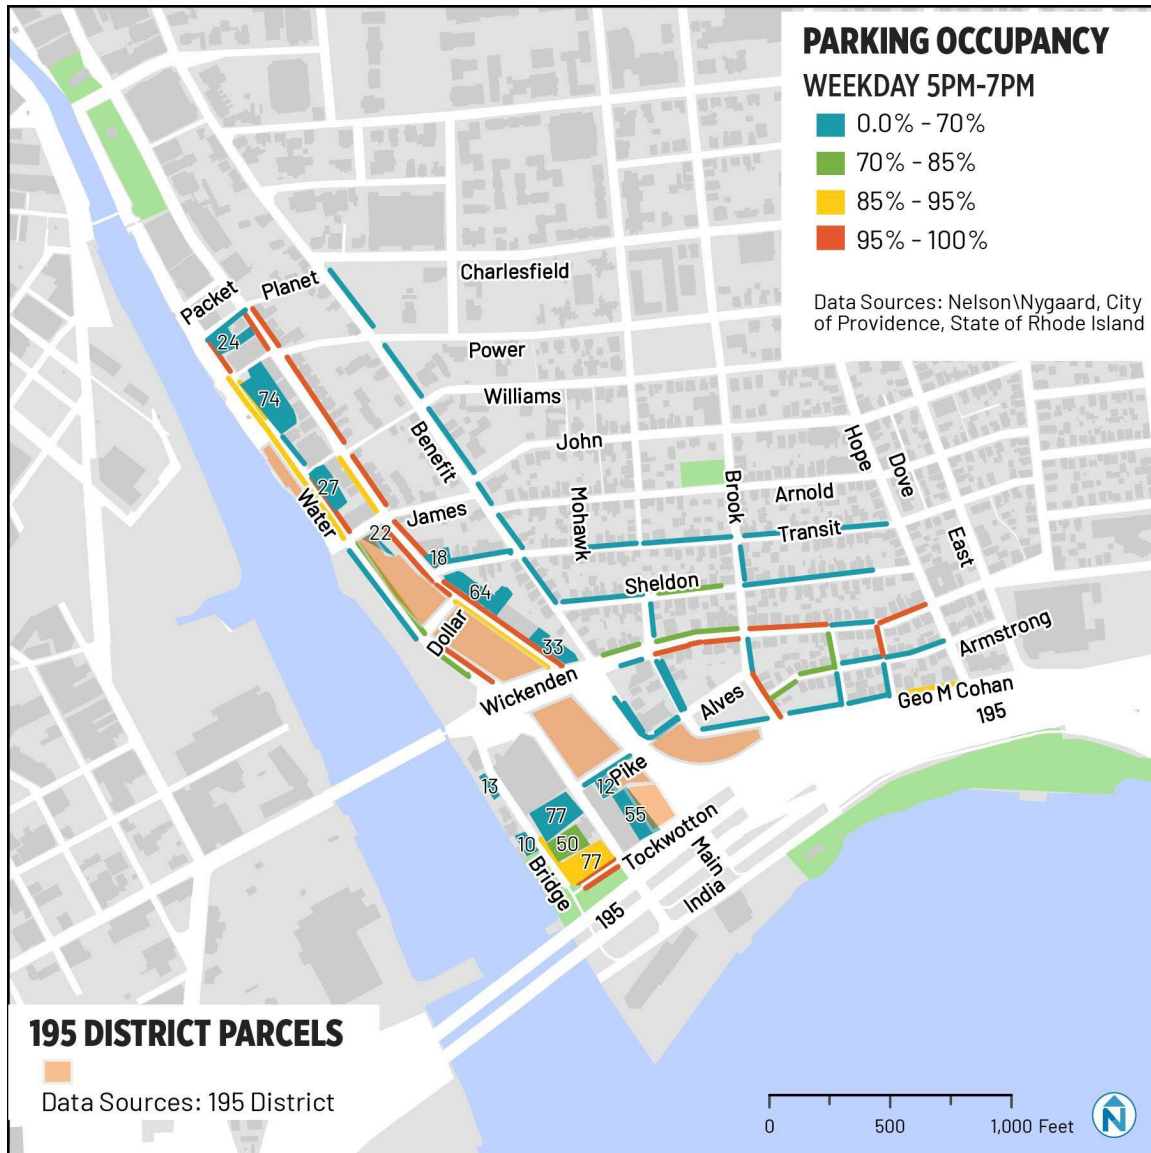 PARKING OCCUPANCY
WEEKDAY 5PM-7PM
0.0% - 70%
70% - 85%
85% - 95%
95% - 100%
Data Sources: Nelson\Nygaard, City
of Providence, State of Rhode Island
Charlesfield
Planet
Packet
24
Power
74
Williams
Benefit
John
Hope
Dove
27
Water
Mohawk
Brook
Arnold
James
22
Transit
East
18
64
Sheldon
Dollar
33
Armstrong
Wickenden
Alves
Geo M Cohan
195
Pike
13
12
77
55
10
50
77
Tockwotton
Main
Bridge
India
195
195 DISTRICT PARCELS
Data Sources: 195 District
0
500
1,000 Feet
N